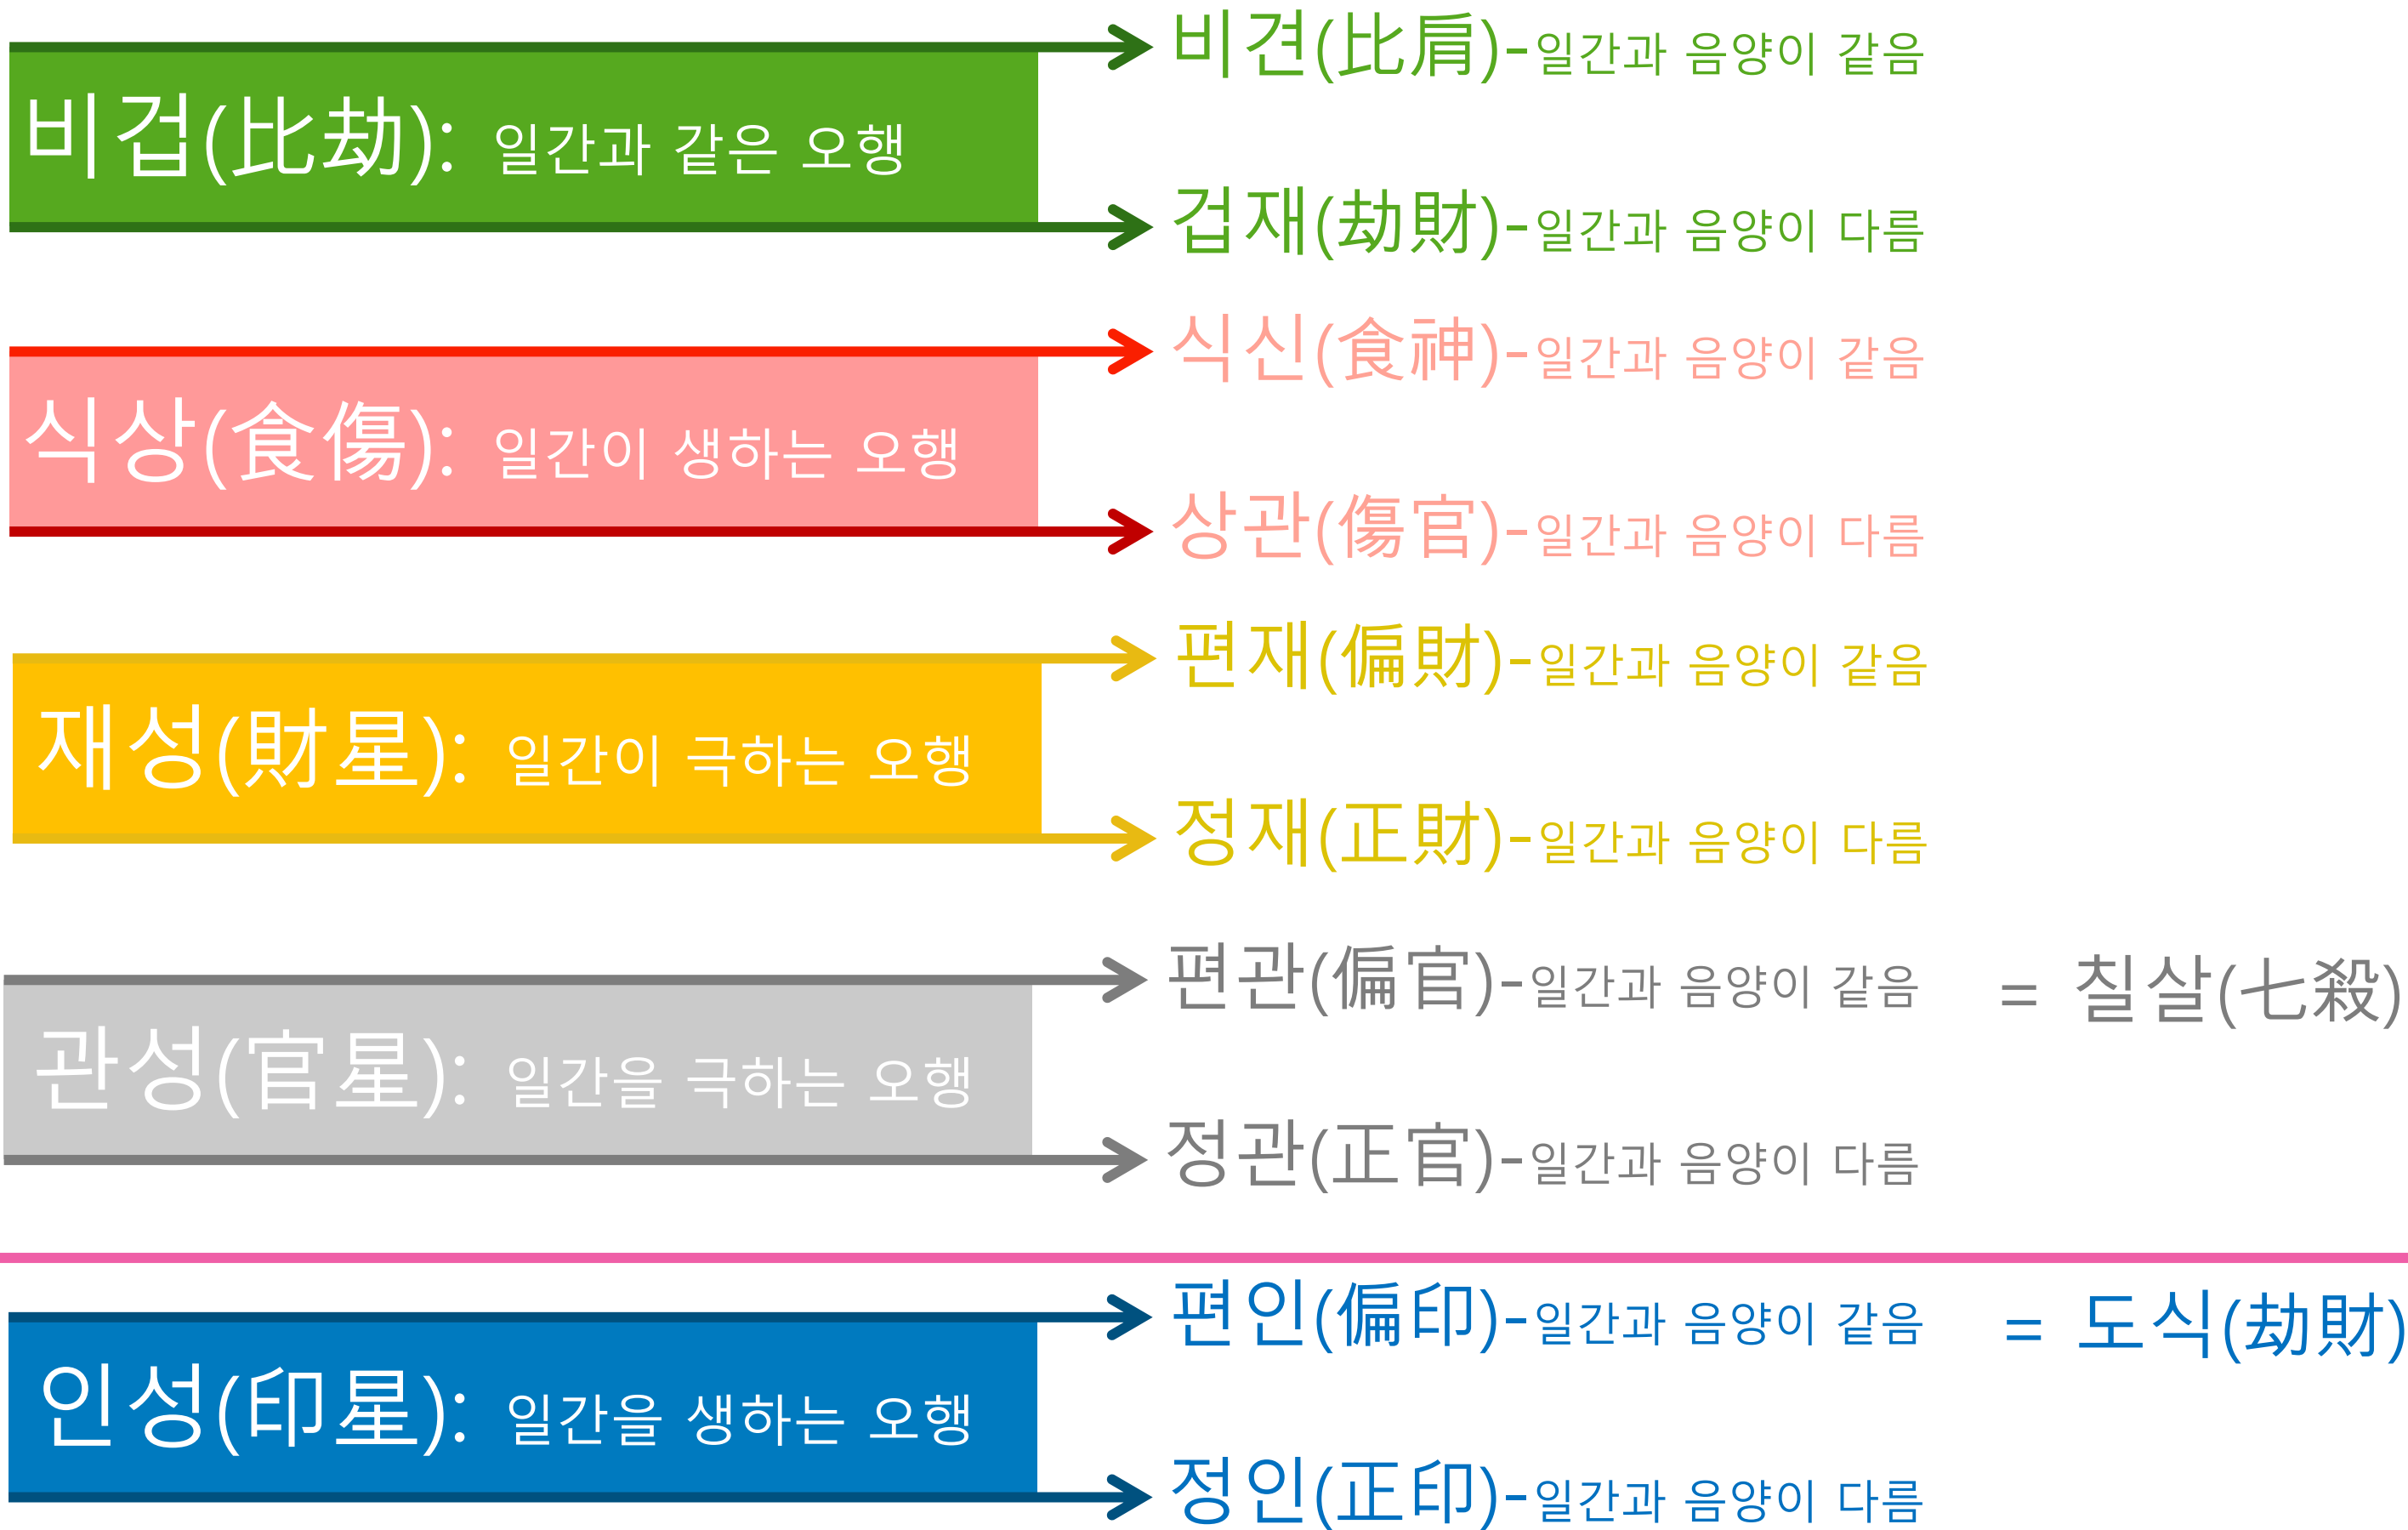 비견(比肩)-일간과 음양이 같음
비겁(比劫): 일간과 같은 오행
겁재(劫財)-일간과 음양이 다름
식신(食神)-일간과 음양이 같음
식상(食傷): 일간이 생하는 오행
상관(傷官)-일간과 음양이 다름
편재(偏財)-일간과 음양이 같음
재성(財星): 일간이 극하는 오행
정재(正財)-일간과 음양이 다름
편관(偏官)-일간과 음양이 같음 = 칠살(七殺)
관성(官星): 일간을 극하는 오행
정관(正官)-일간과 음양이 다름
편인(偏印)-일간과 음양이 같음 = 도식(劫財)
인성(印星): 일간을 생하는 오행
정인(正印)-일간과 음양이 다름